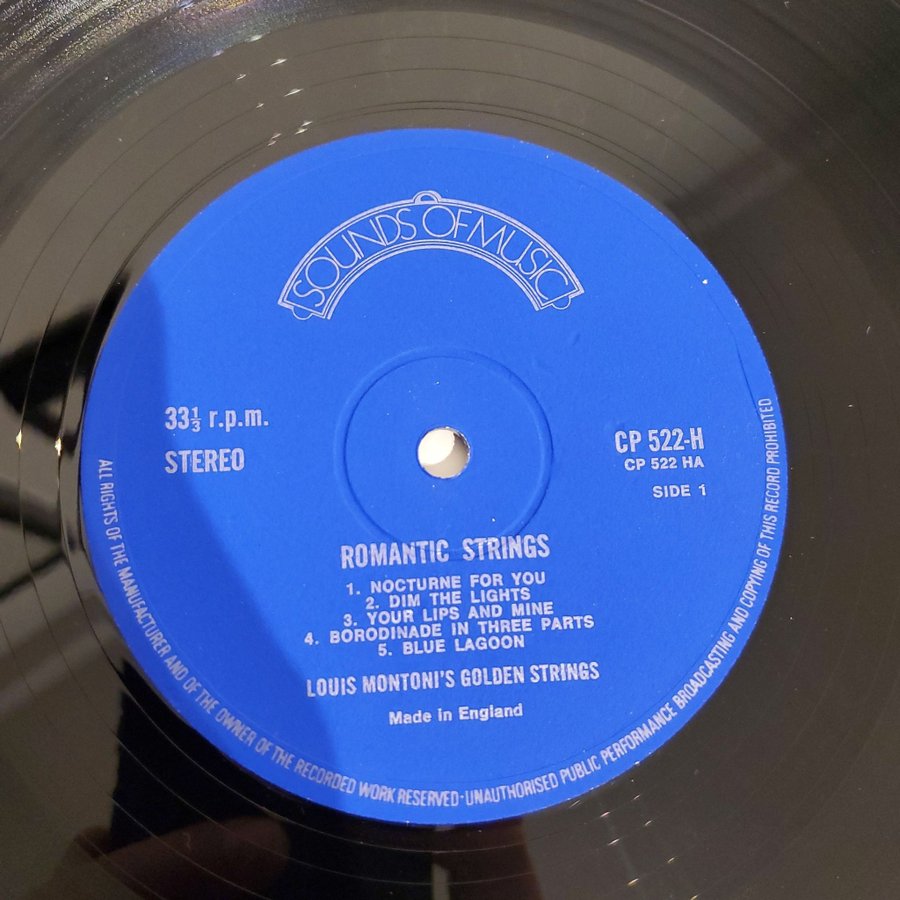 SOUNDS OF MUSIC
33⅓ r.p.m.
STEREO
CP 522-H
CP 522 HA
SIDE 1
ROMANTIC STRINGS
1. NOCTURNE FOR YOU
2. DIM THE LIGHTS
3. YOUR LIPS AND MINE
4. BORODINADE IN THREE PARTS
5. BLUE LAGOON
LOUIS MONTONI'S GOLDEN STRINGS
Made in England
ALL RIGHTS OF THE MANUFACTURER AND OF THE OWNER OF THE RECORDED WORK RESERVED-UNAUTHORISED PUBLIC PERFORMANCE BROADCASTING AND COPYING OF THIS RECORD PROHIBITED